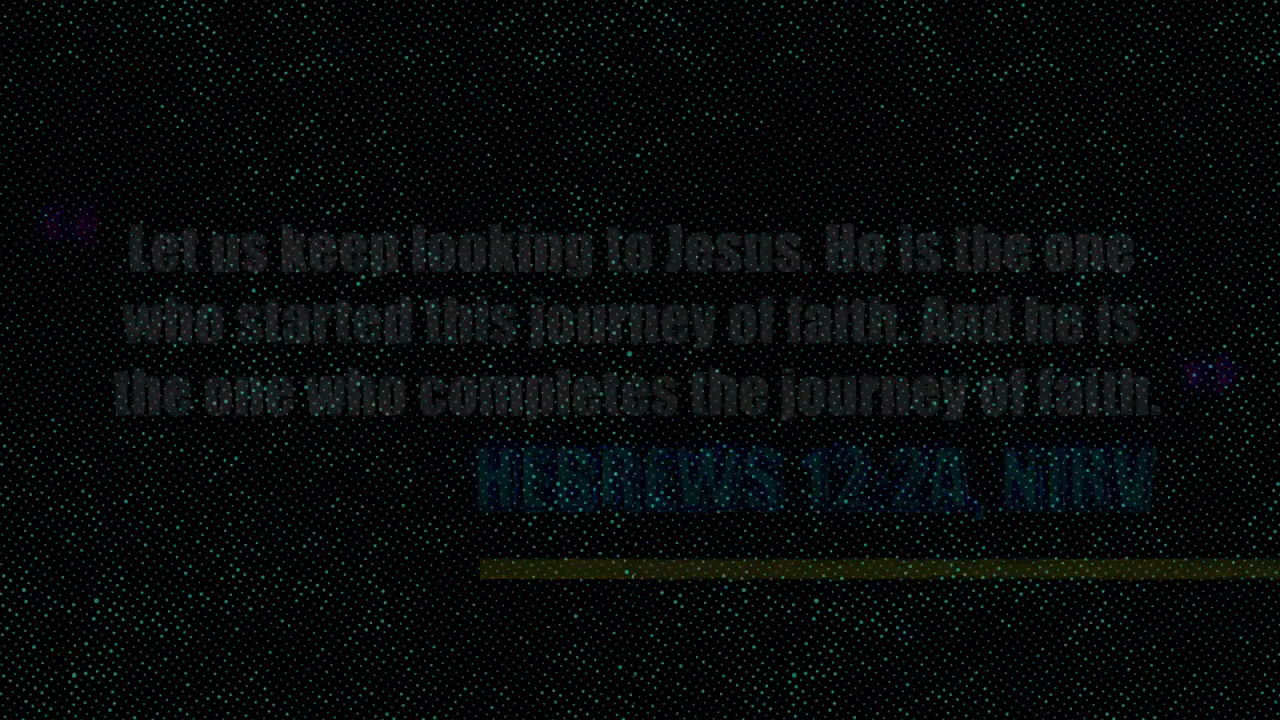 “ Let us keep looking to Jesus. He is the one
who started this journey of faith. And he is
the one who completes the journey of faith. ”
HEBREWS 12:2A, NIRV